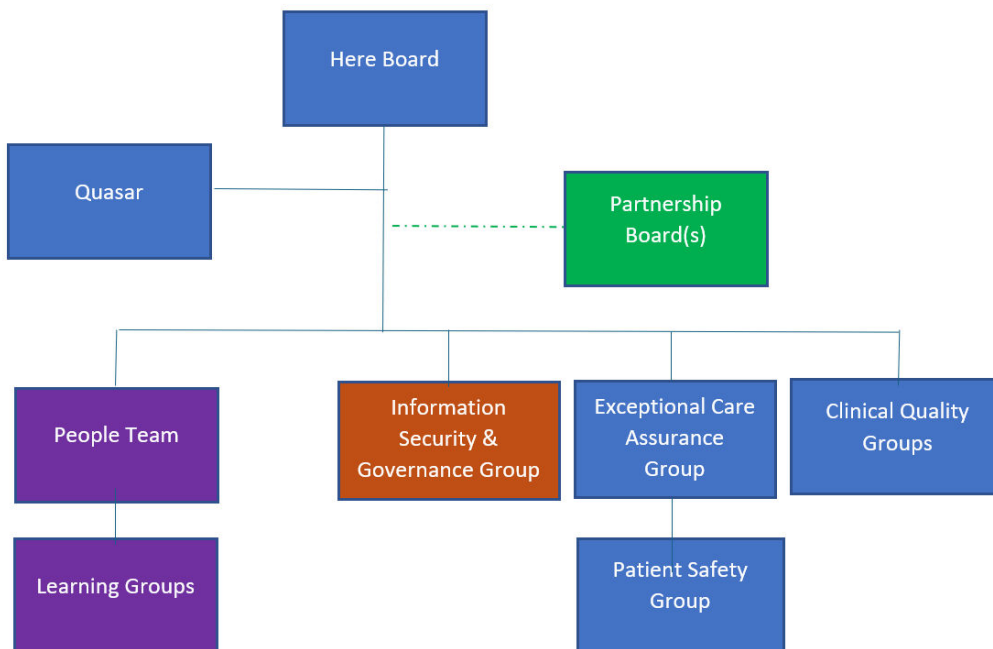 Here Board
Quasar
Partnership
Board(s)
People Team
Information
Security &
Governance Group
Exceptional Care
Assurance
Group
Clinical Quality
Groups
Learning Groups
Patient Safety
Group